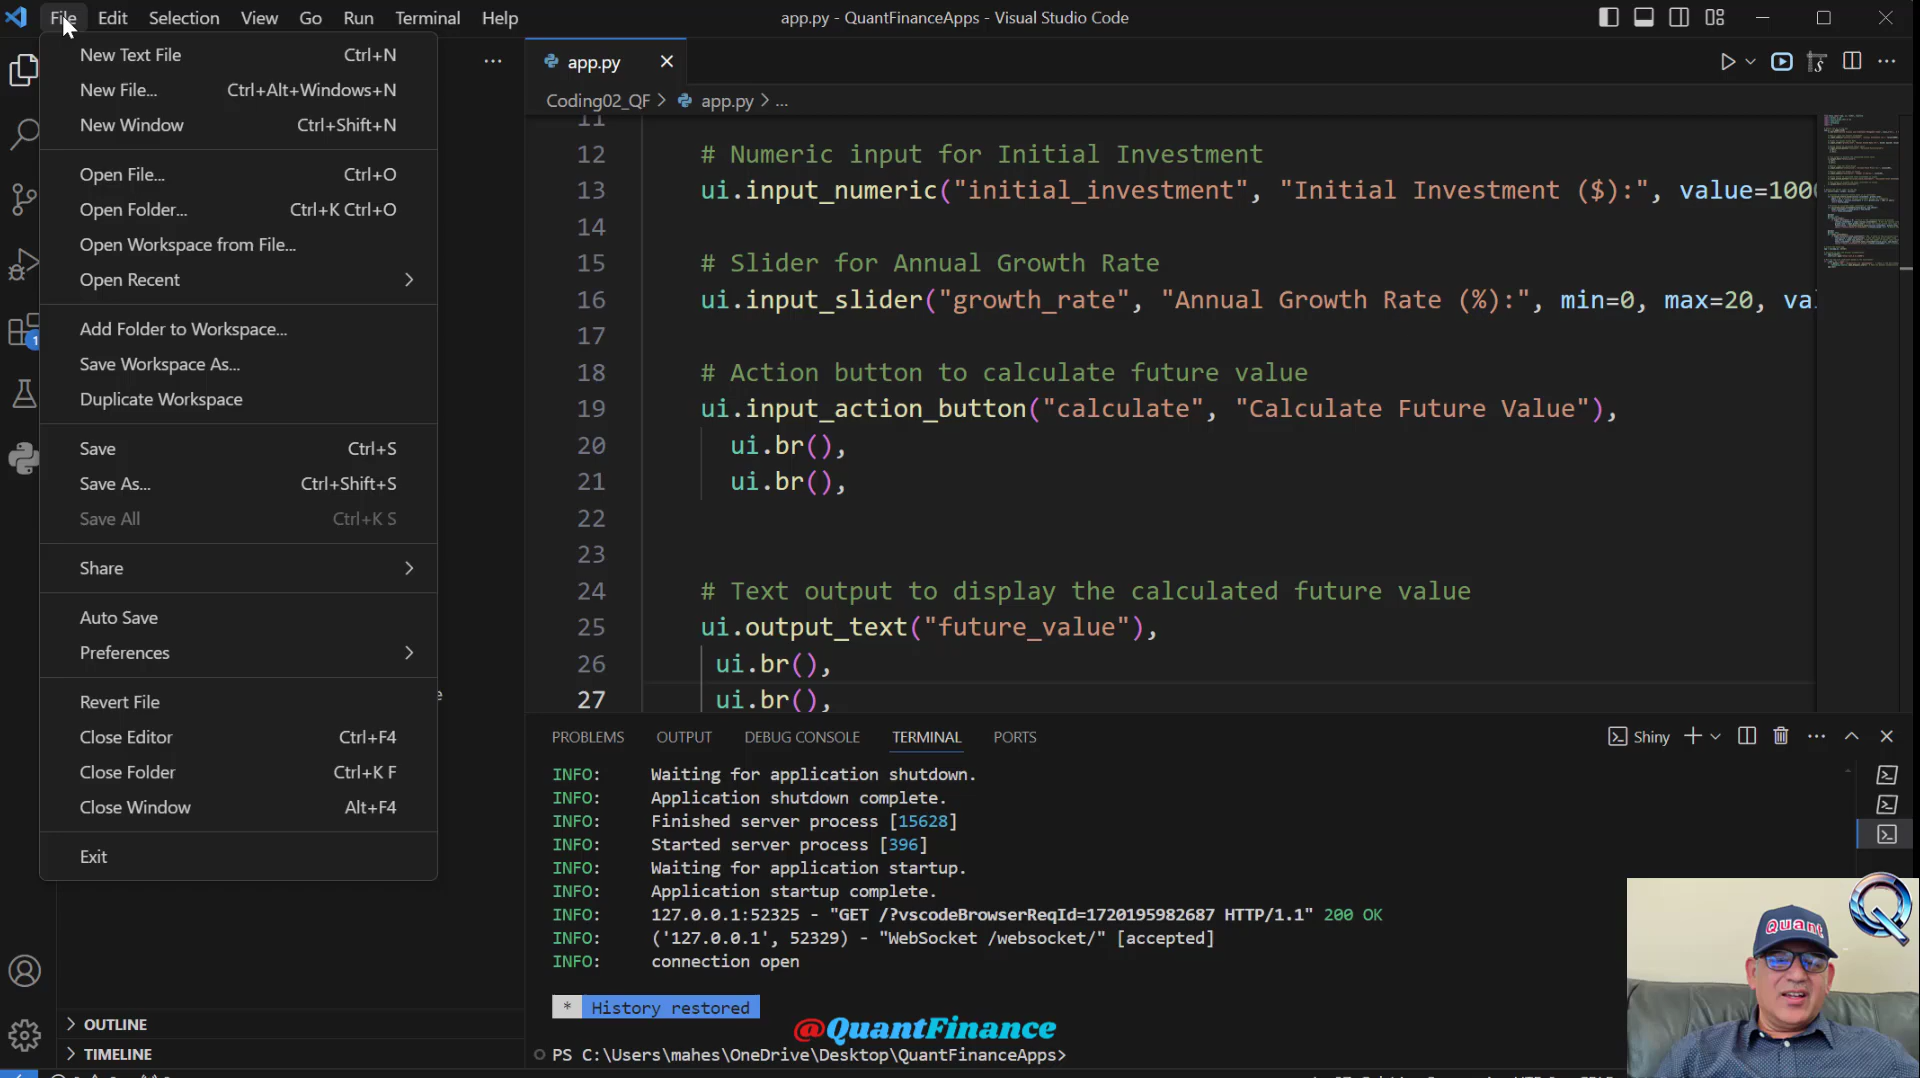 File Edit Selection View Go Run Terminal Help
app.py - QuantFinanceApps - Visual Studio Code
New Text File Ctrl+N
New File... Ctrl+Alt+Windows+N
New Window Ctrl+Shift+N
Open File... Ctrl+O
Open Folder... Ctrl+K Ctrl+O
Open Workspace from File...
Open Recent
Add Folder to Workspace...
Save Workspace As...
Duplicate Workspace
Save Ctrl+S
Save As... Ctrl+Shift+S
Save All Ctrl+K S
Share
Auto Save
Preferences
Revert File
Close Editor Ctrl+F4
Close Folder Ctrl+K F
Close Window Alt+F4
Exit
1
OUTLINE
TIMELINE
app.py
Coding02_QF > app.py > ...
11
12 # Numeric input for Initial Investment
13 ui.input_numeric("initial_investment", "Initial Investment ($):", value=100
14
15 # Slider for Annual Growth Rate
16 ui.input_slider("growth_rate", "Annual Growth Rate (%):", min=0, max=20, va
17
18 # Action button to calculate future value
19 ui.input_action_button("calculate", "Calculate Future Value"),
20 ui.br(),
21 ui.br(),
22
23
24 # Text output to display the calculated future value
25 ui.output_text("future_value"),
26 ui.br(),
27 ui.br(),
PROBLEMS OUTPUT DEBUG CONSOLE TERMINAL PORTS
Shiny
INFO: Waiting for application shutdown.
INFO: Application shutdown complete.
INFO: Finished server process [15628]
INFO: Started server process [396]
INFO: Waiting for application startup.
INFO: Application startup complete.
INFO: 127.0.0.1:52325 - "GET /?vscodeBrowserReqId=1720195982687 HTTP/1.1" 200 OK
INFO: ('127.0.0.1', 52329) - "WebSocket /websocket/" [accepted]
INFO: connection open
* History restored
@QuantFinance
PS C:\Users\mahes\OneDrive\Desktop\QuantFinanceApps>
Q
Quant